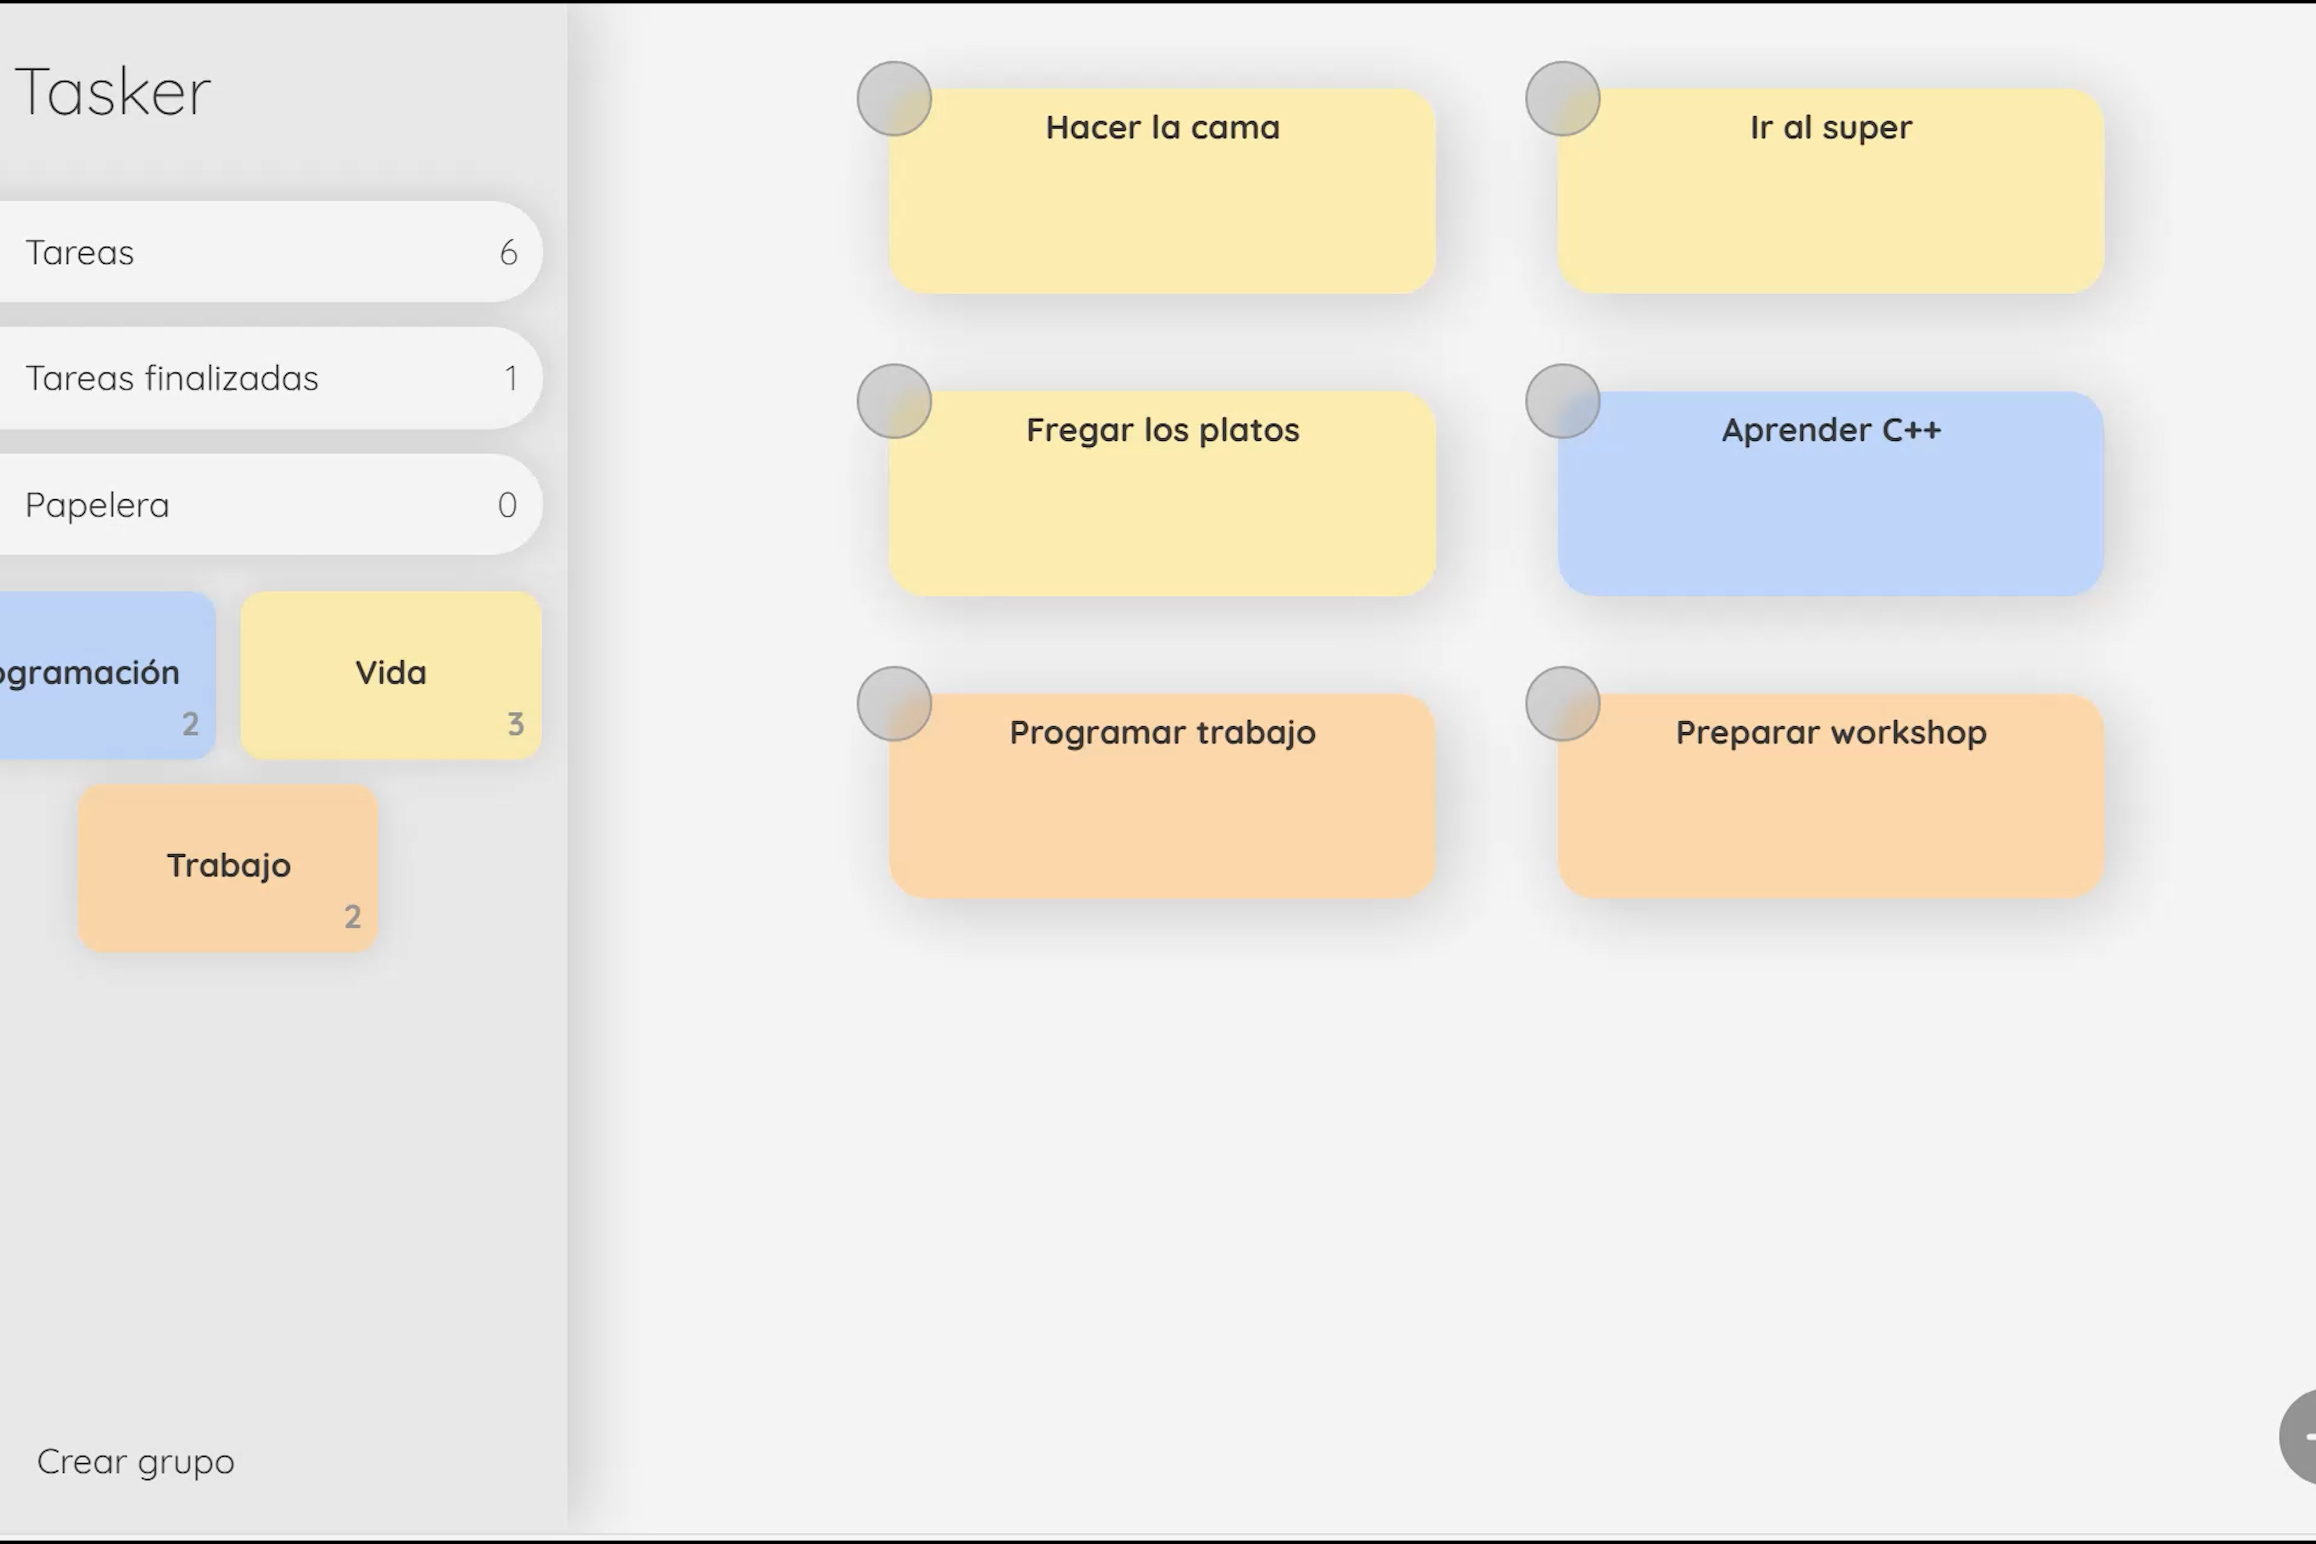 Tasker
Tareas 6
Tareas finalizadas 1
Papelera 0
ogramación
2
Vida
3
Trabajo
2
Crear grupo
Hacer la cama
Ir al super
Fregar los platos
Aprender C++
Programar trabajo
Preparar workshop